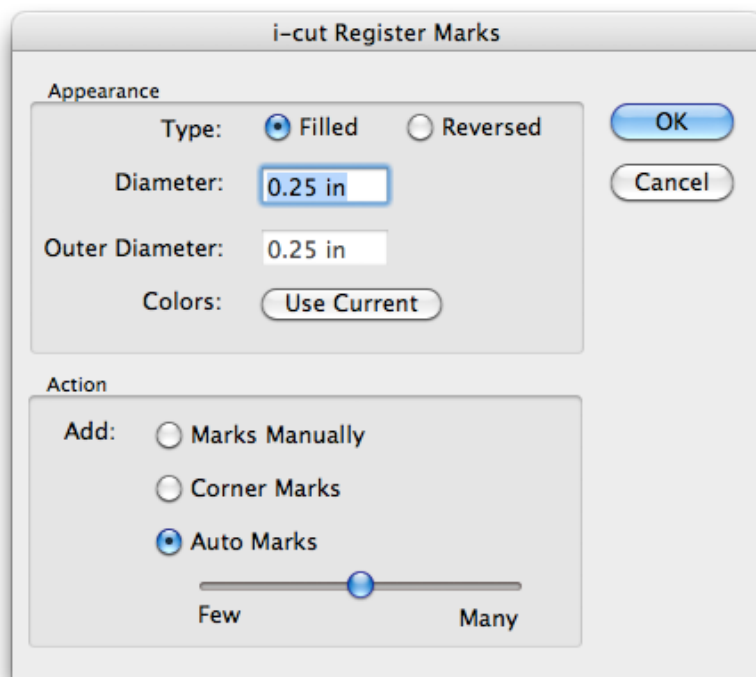 i-cut Register Marks
Appearance
Type: Filled Reversed
OK
Diameter: 0.25 in
Cancel
Outer Diameter: 0.25 in
Colors: Use Current
Action
Add: Marks Manually
Corner Marks
Auto Marks
Few Many